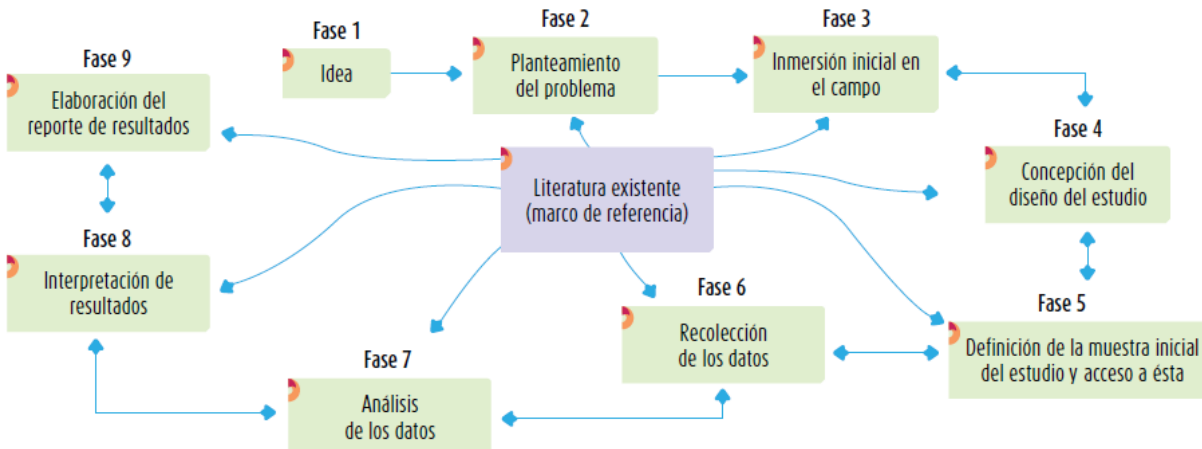 Fase 1
Idea
Fase 2
Planteamiento
del problema
Fase 3
Inmersión inicial en
el campo
Fase 4
Concepción del
diseño del estudio
Fase 5
Definición de la muestra inicial
del estudio y acceso a ésta
Fase 6
Recolección
de los datos
Fase 7
Análisis
de los datos
Fase 8
Interpretación de
resultados
Fase 9
Elaboración del
reporte de resultados
Literatura existente
(marco de referencia)